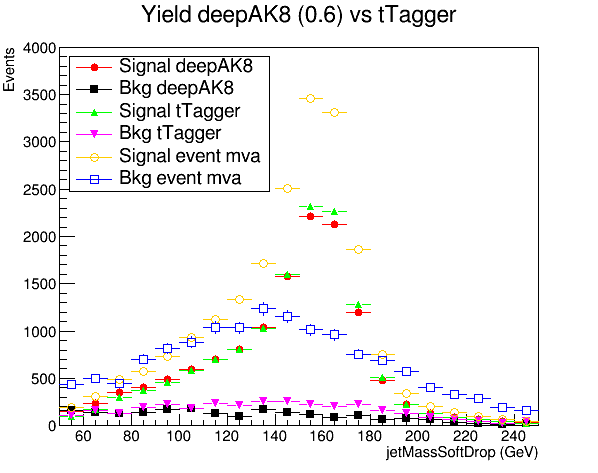 Yield deepAK8 (0.6) vs tTagger
Events
4000
3500
3000
2500
2000
1500
1000
500
0
Signal deepAK8
Bkg deepAK8
Signal tTagger
Bkg tTagger
Signal event mva
Bkg event mva
60 80 100 120 140 160 180 200 220 240
jetMassSoftDrop (GeV)